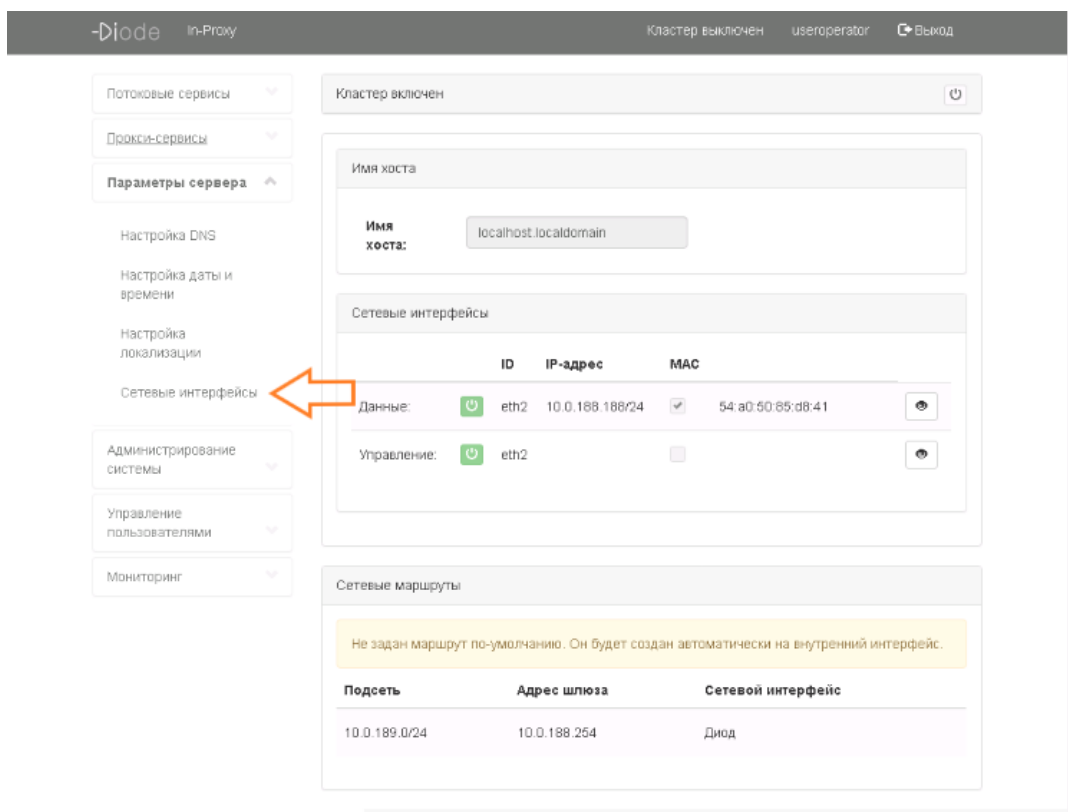 -Diode In-Proxy Кластер выключен useroperator Выход
Потоковые сервисы
Прокси-сервисы
Параметры сервера
Настройка DNS
Настройка даты и
времени
Настройка
локализации
Сетевые интерфейсы
Администрирование
системы
Управление
пользователями
Мониторинг
Кластер включен
Имя хоста
Имя
хоста:
localhost.localdomain
Сетевые интерфейсы
ID IP-адрес MAC
Данные: eth2 10.0.188.188/24 54:a0:50:85:d8:41
Управление: eth2
Сетевые маршруты
Не задан маршрут по-умолчанию. Он будет создан автоматически на внутренний интерфейс.
Подсеть Адрес шлюза Сетевой интерфейс
10.0.189.0/24 10.0.188.254 Диод